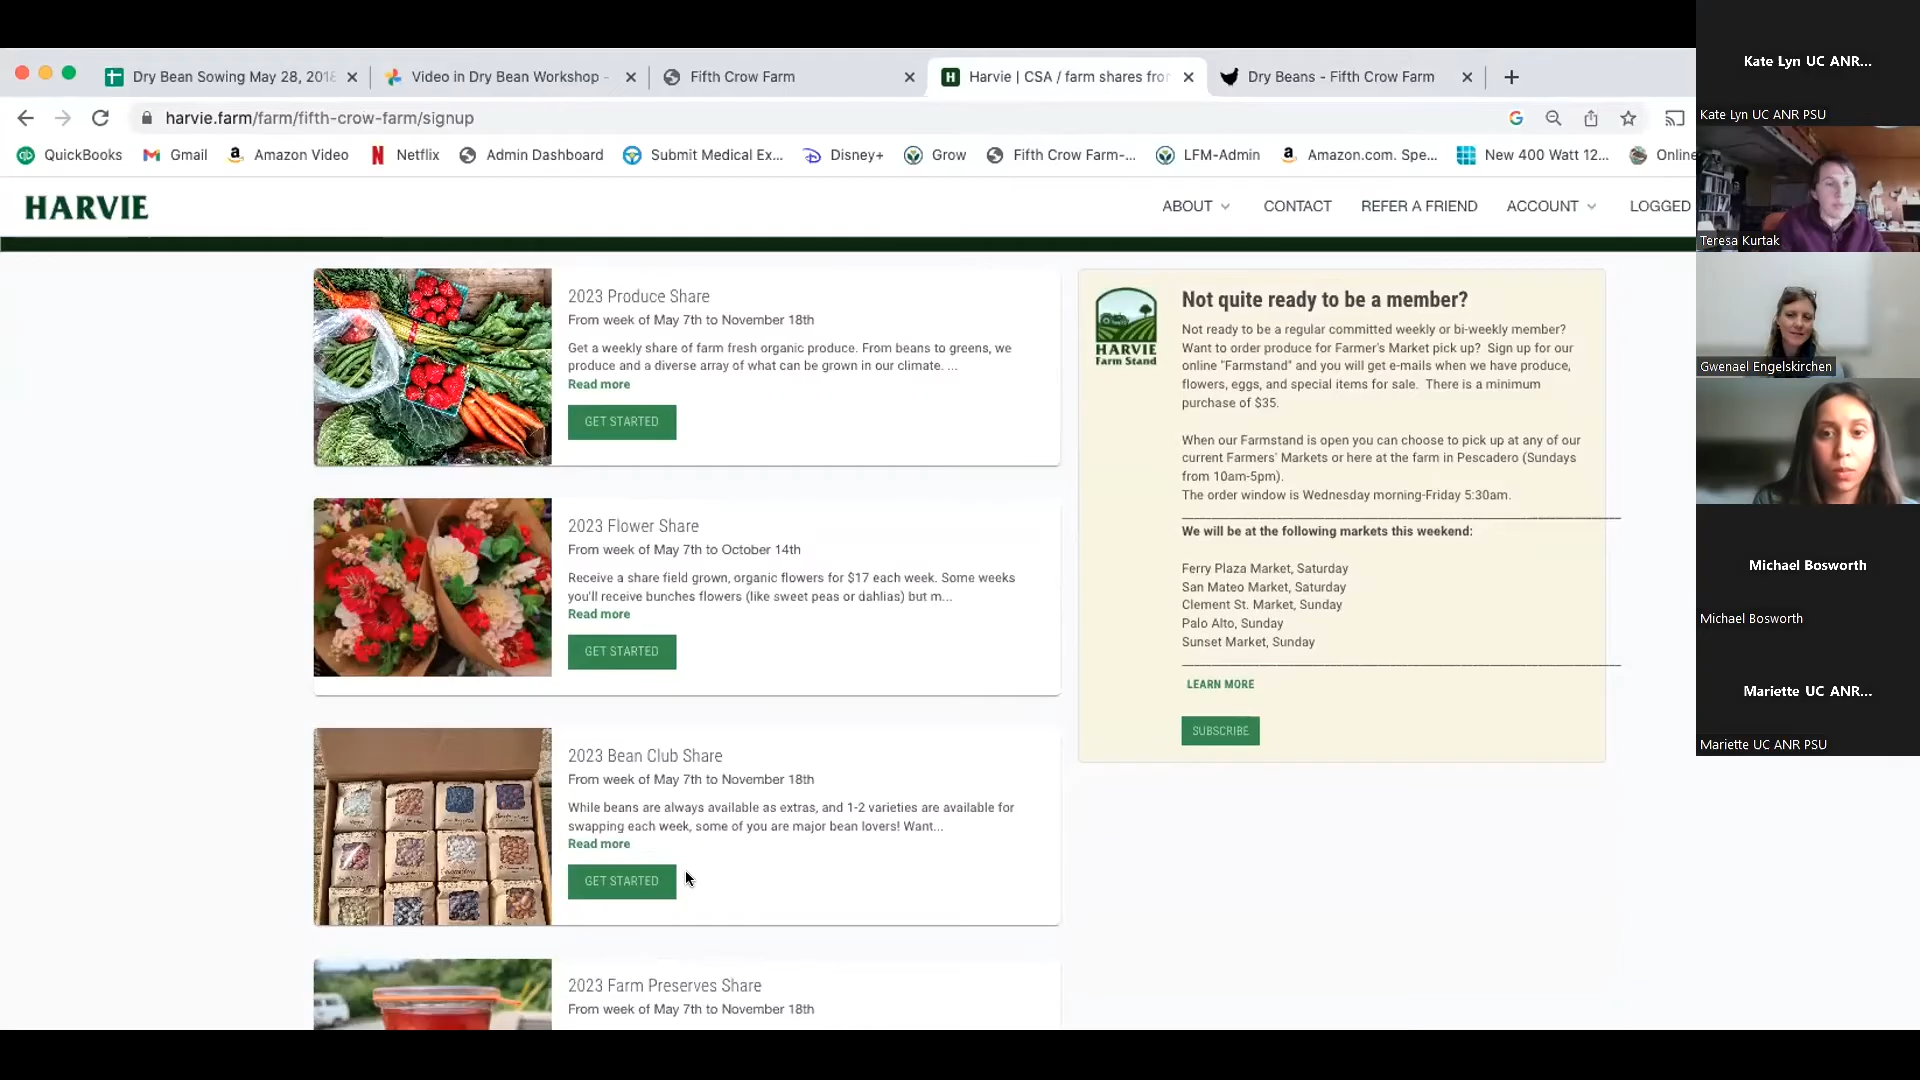 Dry Bean Sowing May 28, 201
Video in Dry Bean Workshop -
Fifth Crow Farm
Harvie | CSA / farm shares fro
Dry Beans - Fifth Crow Farm
harvie.farm/farm/fifth-crow-farm/signup
QuickBooks
Gmail
Amazon Video
Netflix
Admin Dashboard
Submit Medical Ex...
Disney+
Grow
Fifth Crow Farm-...
LFM-Admin
Amazon.com. Spe...
New 400 Watt 12...
Online
HARVIE
ABOUT
CONTACT
REFER A FRIEND
ACCOUNT
LOGGED
2023 Produce Share
From week of May 7th to November 18th
Get a weekly share of farm fresh organic produce. From beans to greens, we
produce and a diverse array of what can be grown in our climate. ...
Read more
GET STARTED
2023 Flower Share
From week of May 7th to October 14th
Receive a share field grown, organic flowers for $17 each week. Some weeks
you'll receive bunches flowers (like sweet peas or dahlias) but m...
Read more
GET STARTED
2023 Bean Club Share
From week of May 7th to November 18th
While beans are always available as extras, and 1-2 varieties are available for
swapping each week, some of you are major bean lovers! Want...
Read more
GET STARTED
2023 Farm Preserves Share
From week of May 7th to November 18th
HARVIE
Farm Stand
Not quite ready to be a member?
Not ready to be a regular committed weekly or bi-weekly member?
Want to order produce for Farmer's Market pick up? Sign up for our
online "Farmstand" and you will get e-mails when we have produce,
flowers, eggs, and special items for sale. There is a minimum
purchase of $35.
When our Farmstand is open you can choose to pick up at any of our
current Farmers' Markets or here at the farm in Pescadero (Sundays
from 10am-5pm).
The order window is Wednesday morning-Friday 5:30am.
We will be at the following markets this weekend:
Ferry Plaza Market, Saturday
San Mateo Market, Saturday
Clement St. Market, Sunday
Palo Alto, Sunday
Sunset Market, Sunday
LEARN MORE
SUBSCRIBE
Kate Lyn UC ANR...
Kate Lyn UC ANR PSU
Teresa Kurtak
Gwenael Engelskirchen
Michael Bosworth
Michael Bosworth
Mariette UC ANR...
Mariette UC ANR PSU